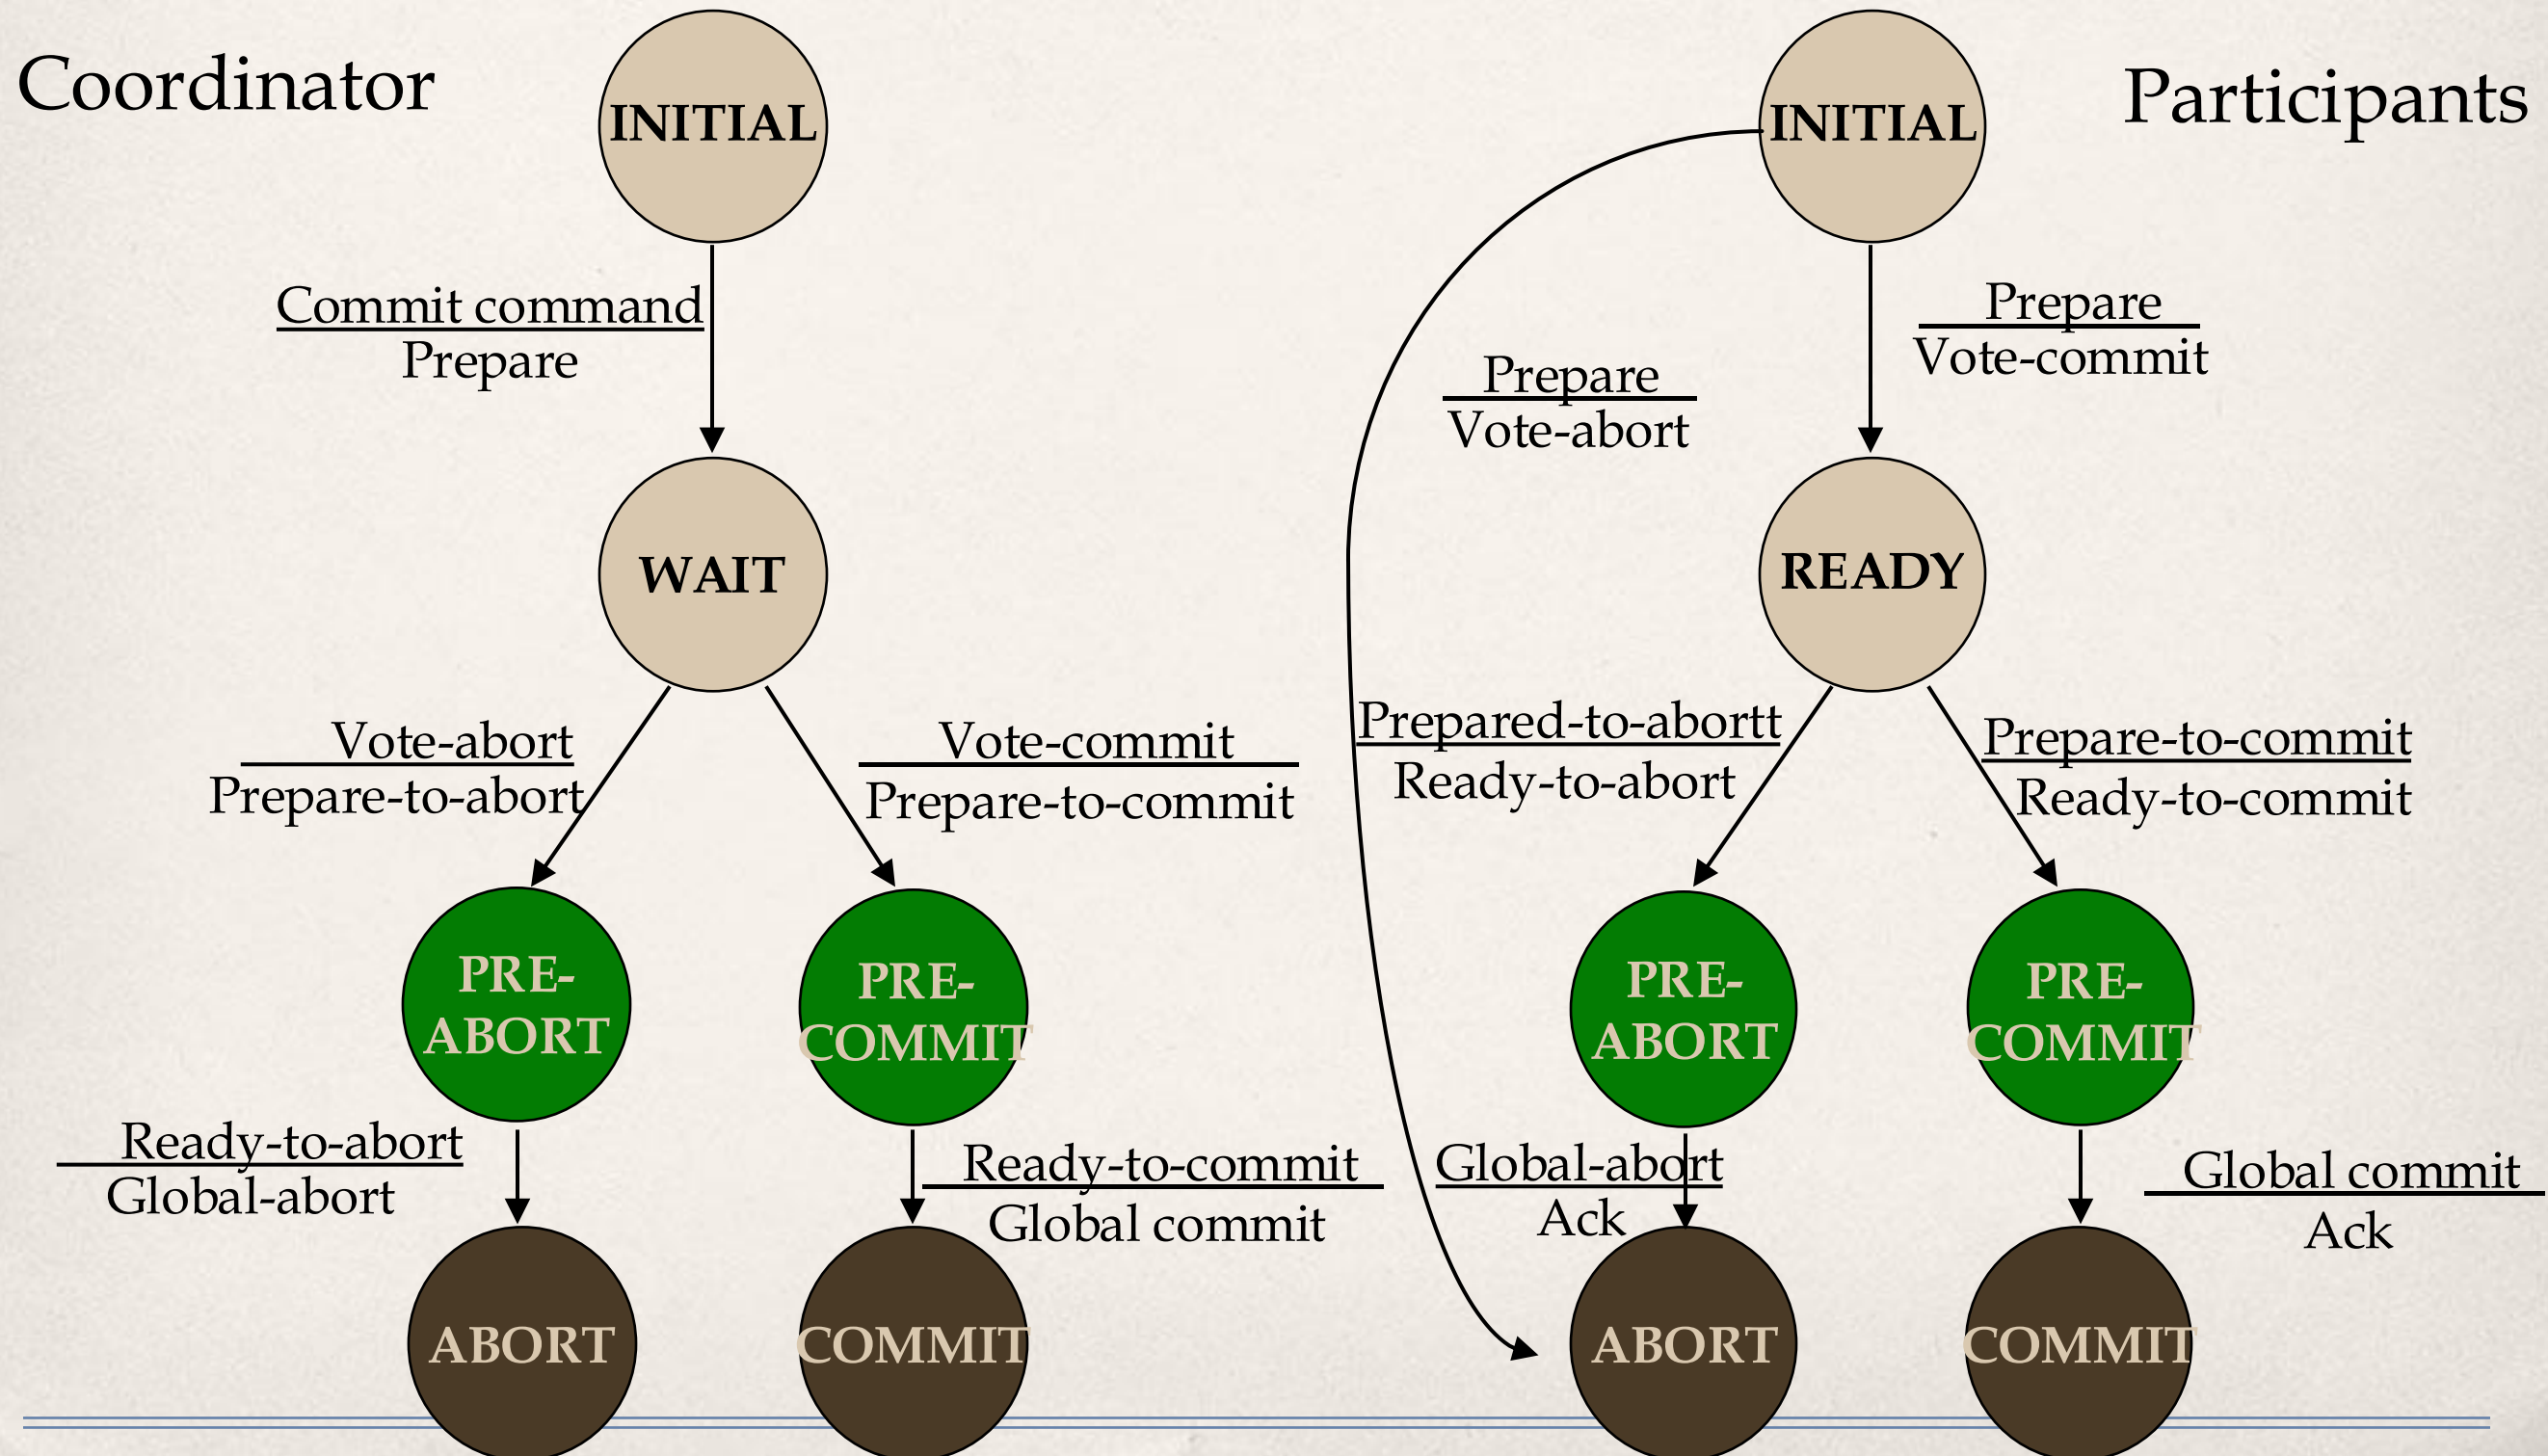 Coordinator
INITIAL
Commit command
Prepare
WAIT
Vote-abort
Prepare-to-abort
Vote-commit
Prepare-to-commit
PRE-
ABORT
PRE-
COMMIT
Ready-to-abort
Global-abort
Ready-to-commit
Global commit
ABORT
COMMIT
Participants
INITIAL
Prepare
Vote-commit
Prepare
Vote-abort
READY
Prepared-to-abortt
Ready-to-abort
Prepare-to-commit
Ready-to-commit
PRE-
ABORT
PRE-
COMMIT
Global-abort
Ack
Global commit
Ack
ABORT
COMMIT